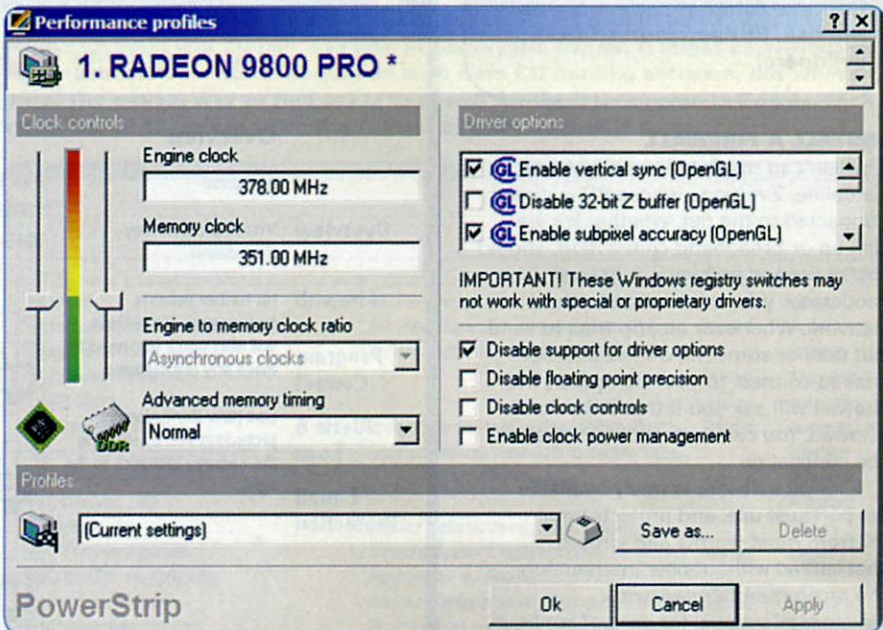 Performance profiles
1. RADEON 9800 PRO *
Clock controls
Engine clock
378.00 MHz
Memory clock
351.00 MHz
Engine to memory clock ratio
Asynchronous clocks
Advanced memory timing
Normal
DDR
Driver options
GL Enable vertical sync (OpenGL)
GL Disable 32-bit Z buffer (OpenGL)
GL Enable subpixel accuracy (OpenGL)
IMPORTANT! These Windows registry switches may
not work with special or proprietary drivers.
Disable support for driver options
Disable floating point precision
Disable clock controls
Enable clock power management
Profiles
(Current settings)
Save as...
Delete
PowerStrip
Ok
Cancel
Apply